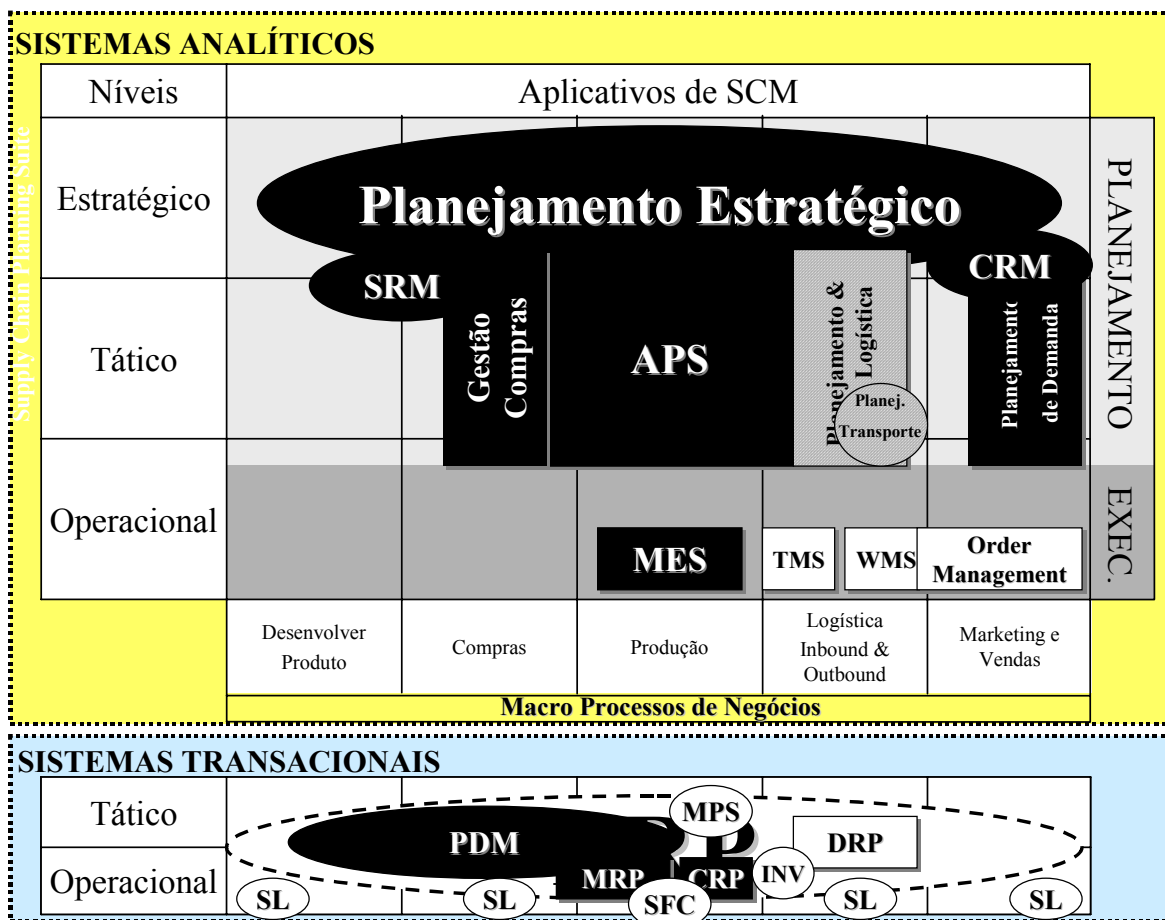 SISTEMAS ANALÍTICOS
Níveis
Aplicativos de SCM
Supply Chain Planning Suite
Estratégico
Planejamento Estratégico
PLANEJAMENTO
SRM
CRM
Tático
Gestão
Compras
APS
Planejamento &
Logística
Planej.
Transporte
Planejamento
de Demanda
Operacional
MES
TMS
WMS
Order
Management
EXEC.
Desenvolver
Produto
Compras
Produção
Logística
Inbound &
Outbound
Marketing e
Vendas
Macro Processos de Negócios
SISTEMAS TRANSACIONAIS
Tático
MPS
PDM
DRP
Operacional
MRP
CRP
INV
SL
SL
SFC
SL
SL